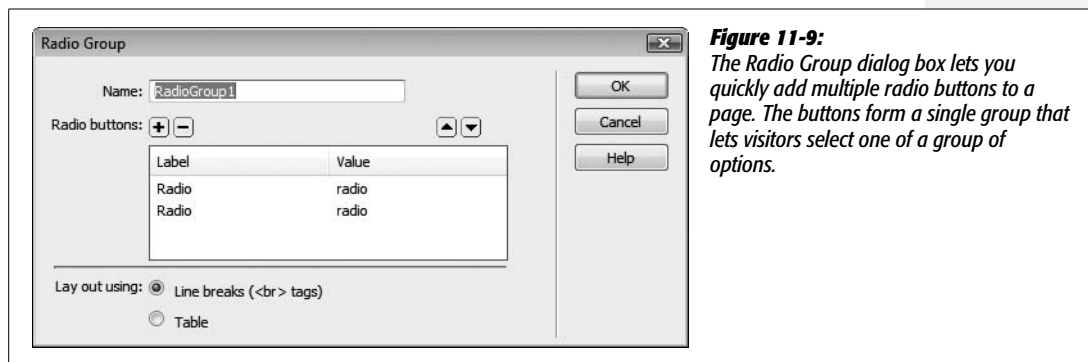 Radio Group
Name: RadioGroup1
Radio buttons:
Label Value
Radio radio
Radio radio
Lay out using: Line breaks (<br> tags)
Table
OK
Cancel
Help
Figure 11-9:
The Radio Group dialog box lets you
quickly add multiple radio buttons to a
page. The buttons form a single group that
lets visitors select one of a group of
options.